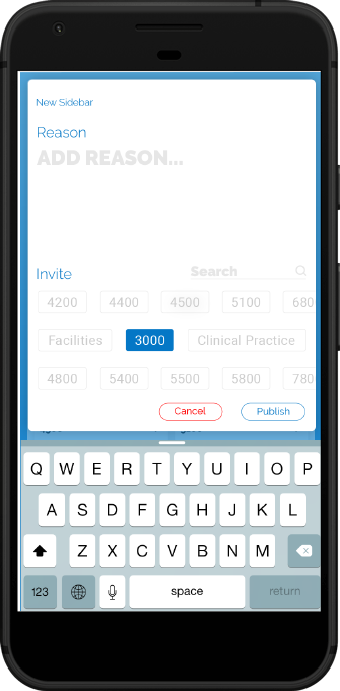 New Sidebar
Reason
ADD REASON...
Invite Search
4200 4400 4500 5100 680
Facilities 3000 Clinical Practice
4800 5400 5500 5800 780
Cancel Publish
Q W E R T Y U I O P
A S D F G H J K L
Z X C V B N M
123 space return